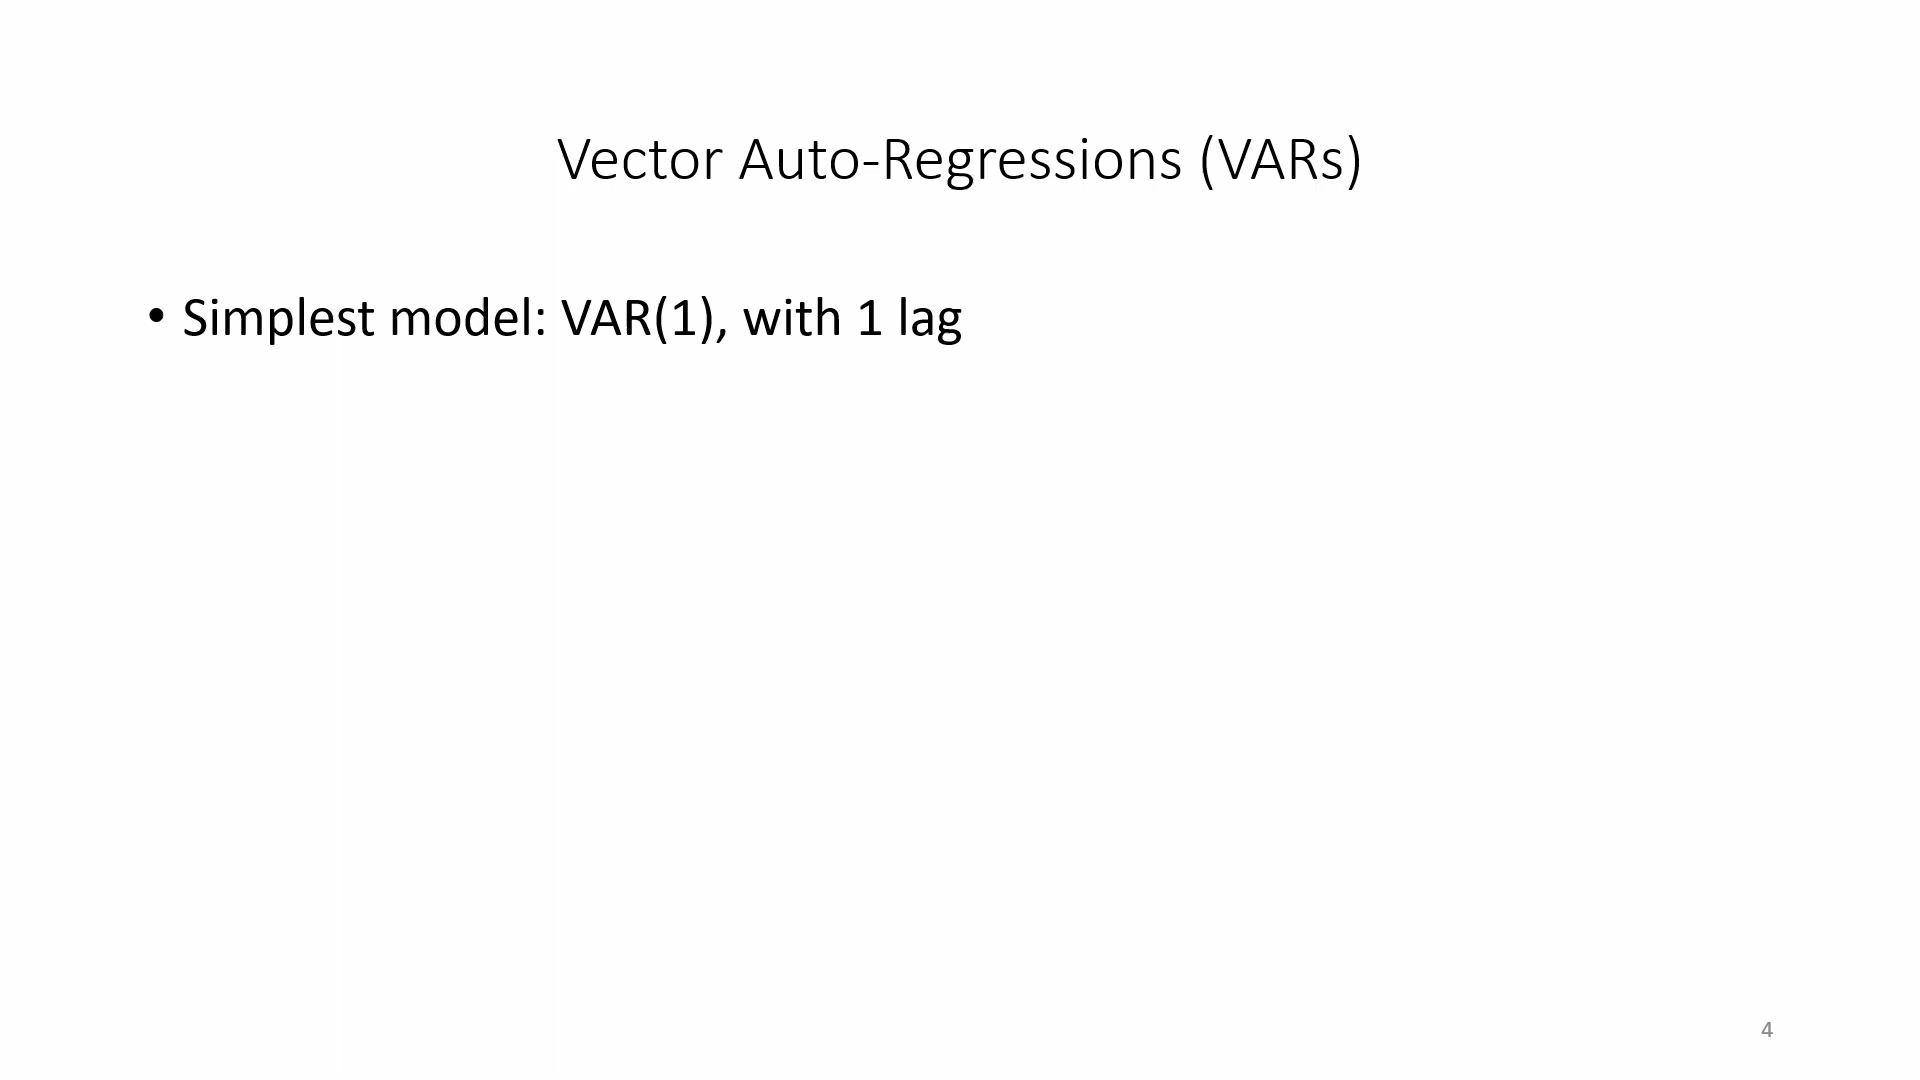 Vector Auto-Regressions (VARs)
• Simplest model: VAR(1), with 1 lag
4